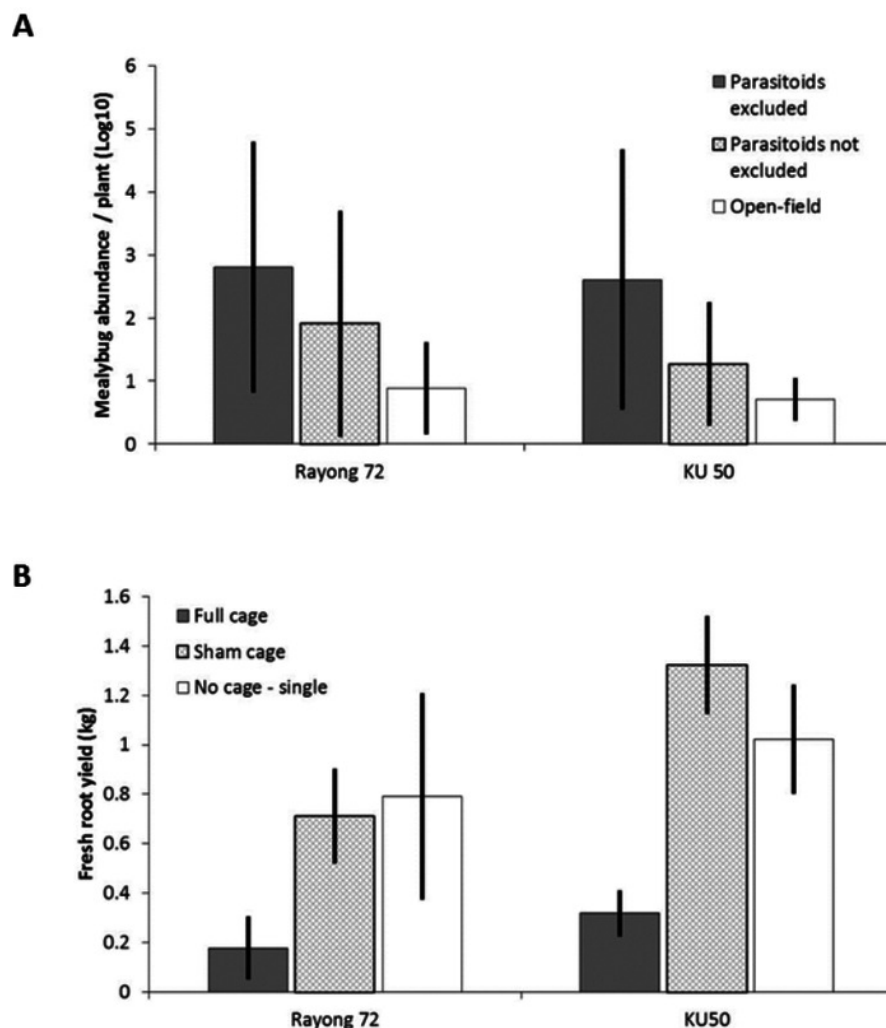 A
Mealybug abundance / plant (Log10)
6
5
4
3
2
1
0
Parasitoids
excluded
Parasitoids not
excluded
Open-field
Rayong 72
KU 50
B
Fresh root yield (kg)
1.6
1.4
1.2
1
0.8
0.6
0.4
0.2
0
Full cage
Sham cage
No cage - single
Rayong 72
KU50